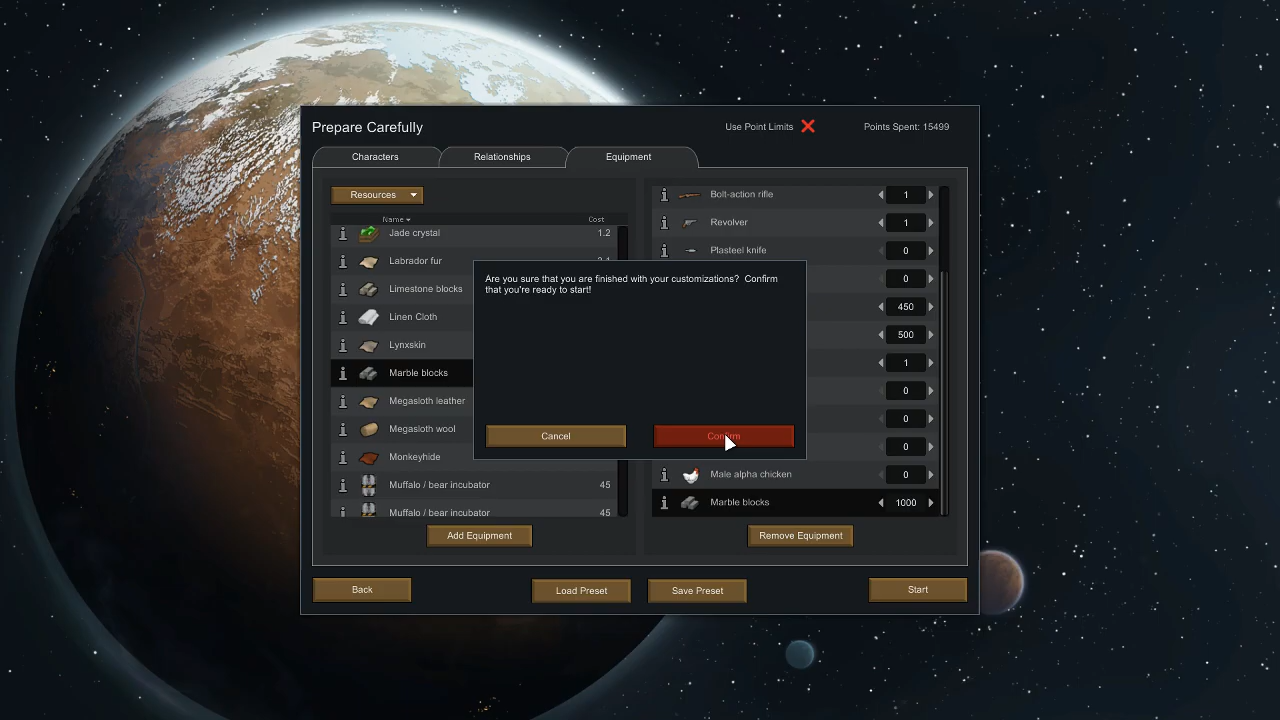 Prepare Carefully
Use Point Limits
Points Spent: 15499
Characters
Relationships
Equipment
Resources
Name
Cost
Jade crystal
1.2
Labrador fur
Limestone blocks
Linen Cloth
Lynxskin
Marble blocks
Megasloth leather
Megasloth wool
Monkeyhide
Muffalo / bear incubator
45
Muffalo / bear incubator
45
Add Equipment
Bolt-action rifle
1
Revolver
1
Plasteel knife
0
0
450
500
1
0
0
0
Male alpha chicken
0
Marble blocks
1000
Remove Equipment
Are you sure that you are finished with your customizations? Confirm
that you're ready to start!
Cancel
Confirm
Back
Load Preset
Save Preset
Start